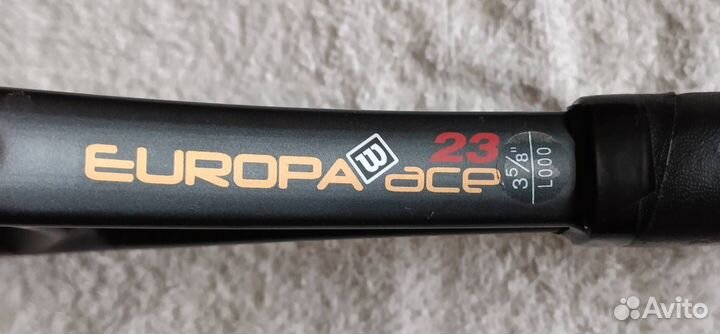 EUROPA B ace 23
3 5/8"
L000
Avito